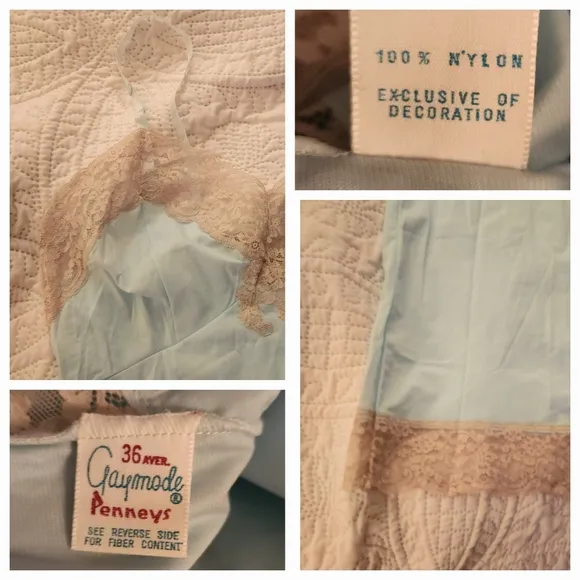 100% NYLON
EXCLUSIVE OF
DECORATION
36 AVER.
Gaymode®
Penneys
SEE REVERSE SIDE
FOR FIBER CONTENT